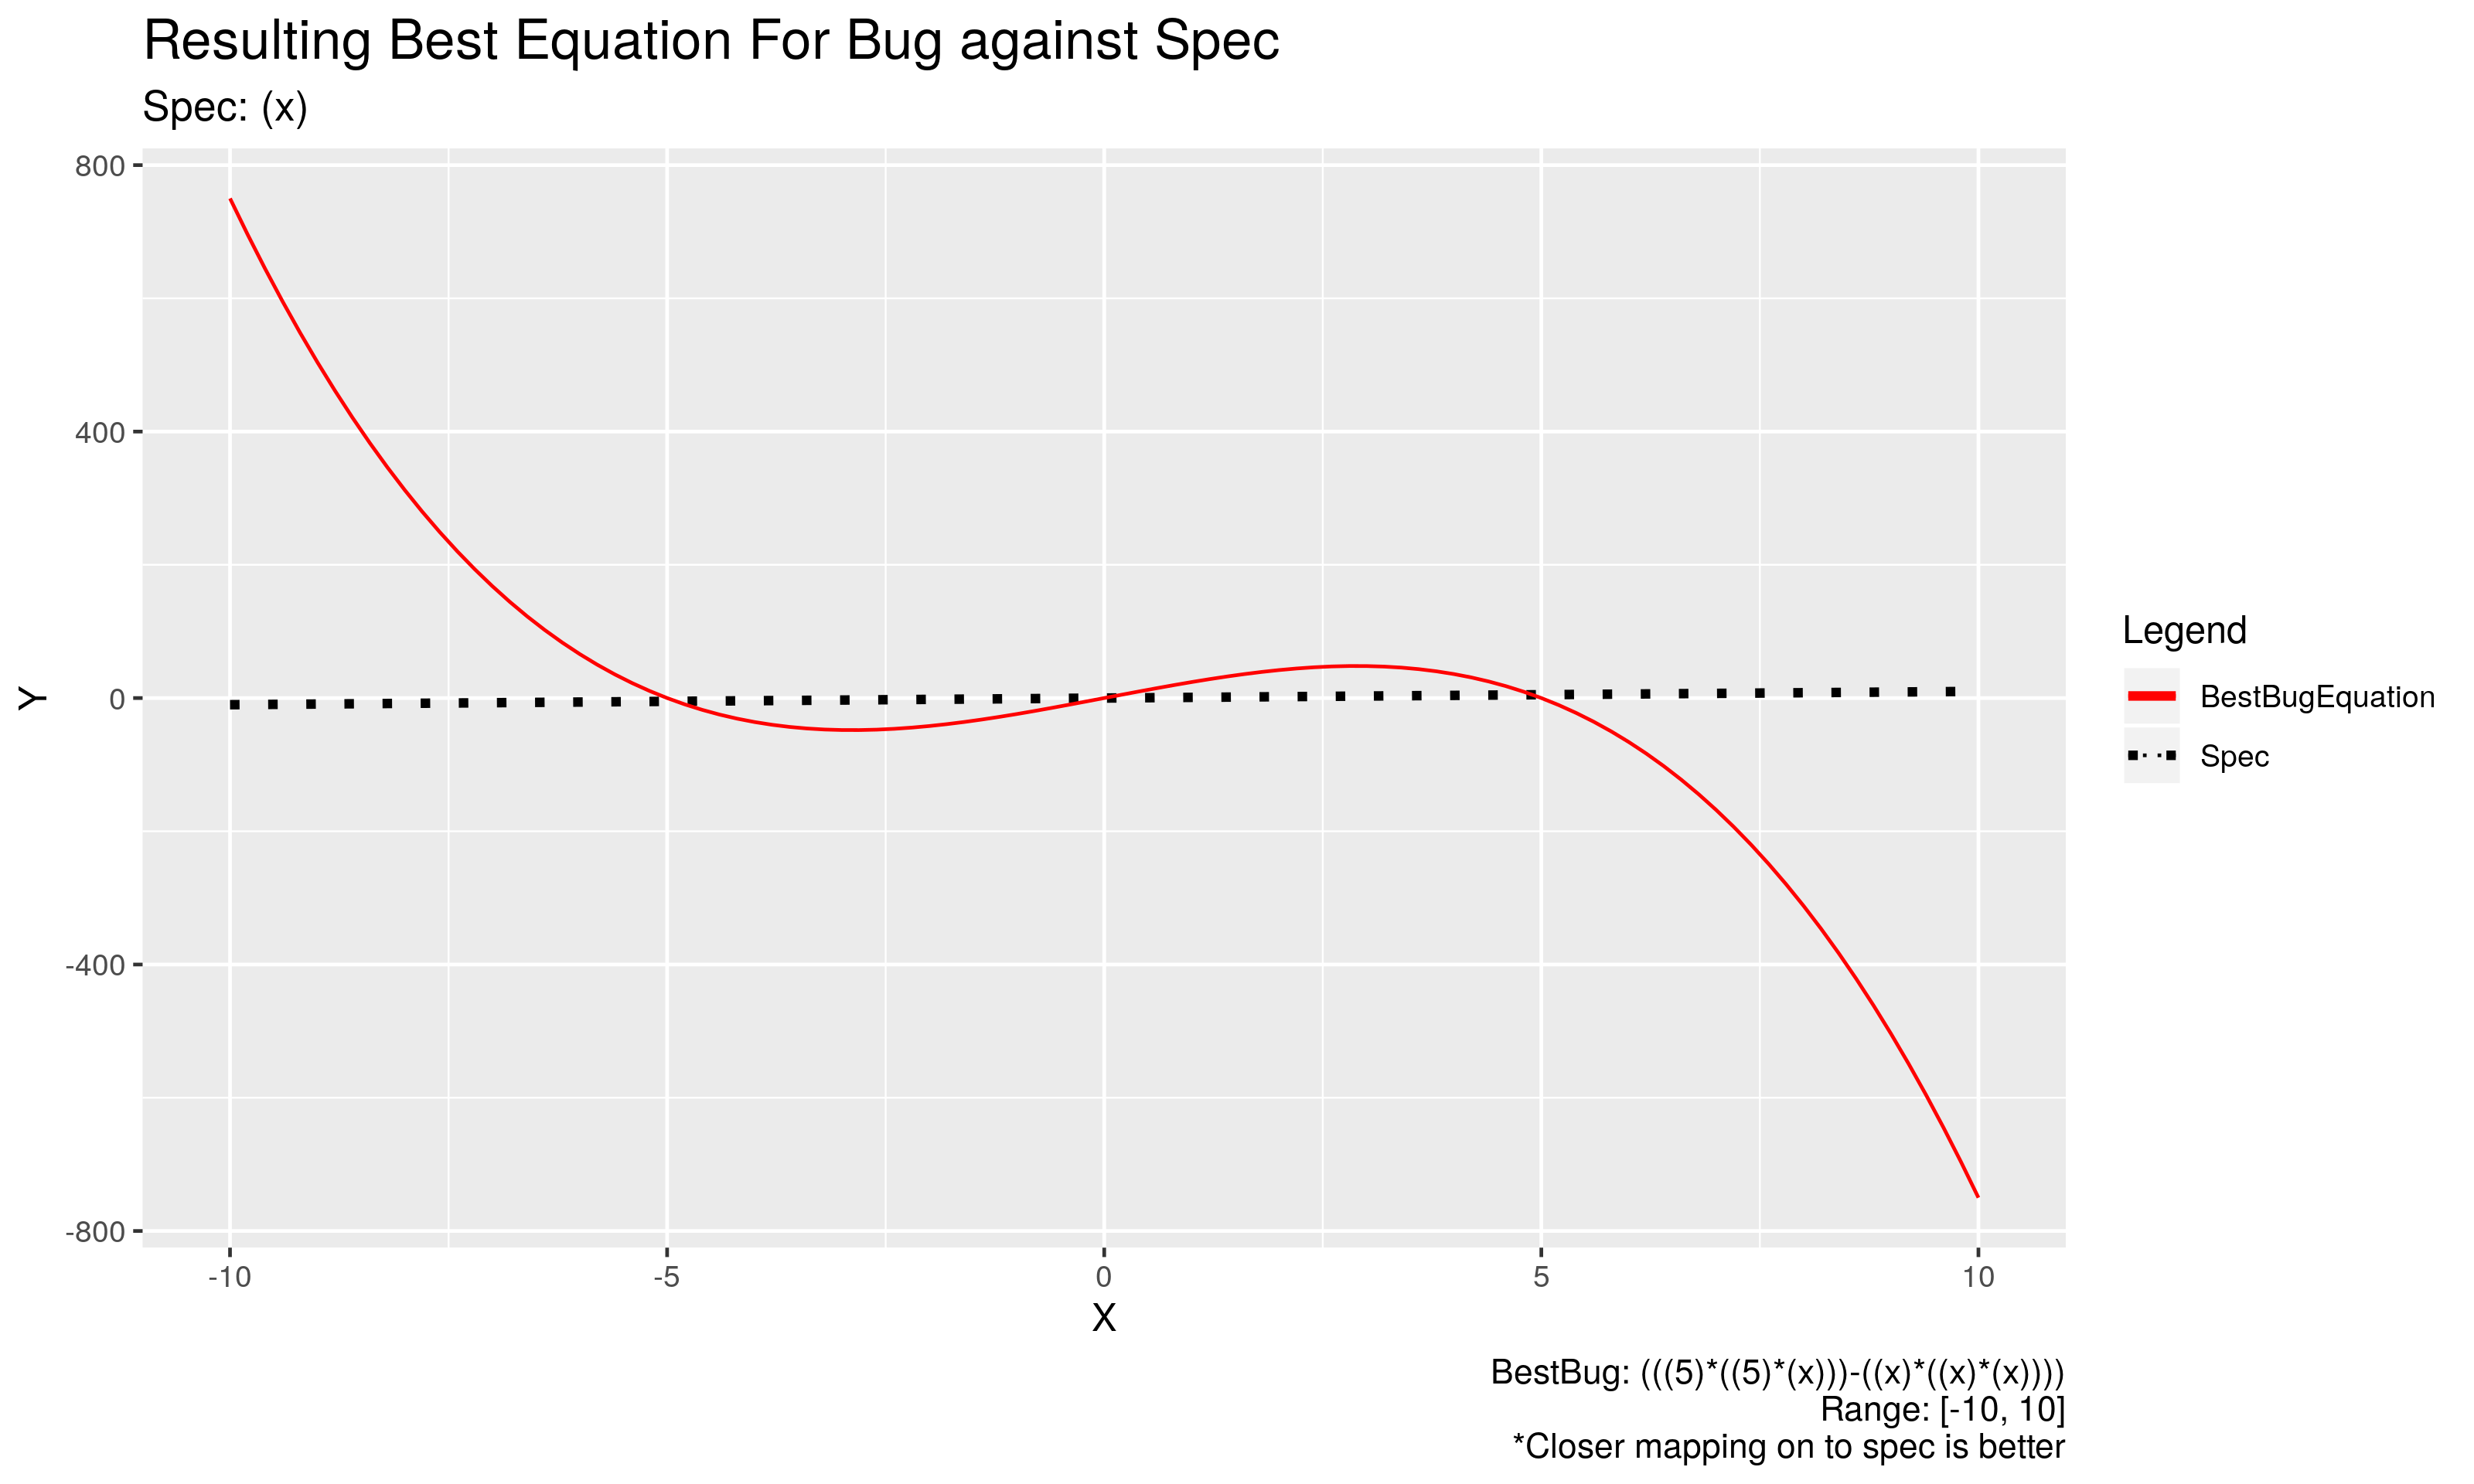 Resulting Best Equation For Bug against Spec
Spec: (x)
800
400
0
-400
-800
Y
-10
-5
0
5
10
X
Legend
BestBugEquation
Spec
BestBug: (((5)*((5)*(x)))-((x)*((x)*(x))))
Range: [-10, 10]
*Closer mapping on to spec is better